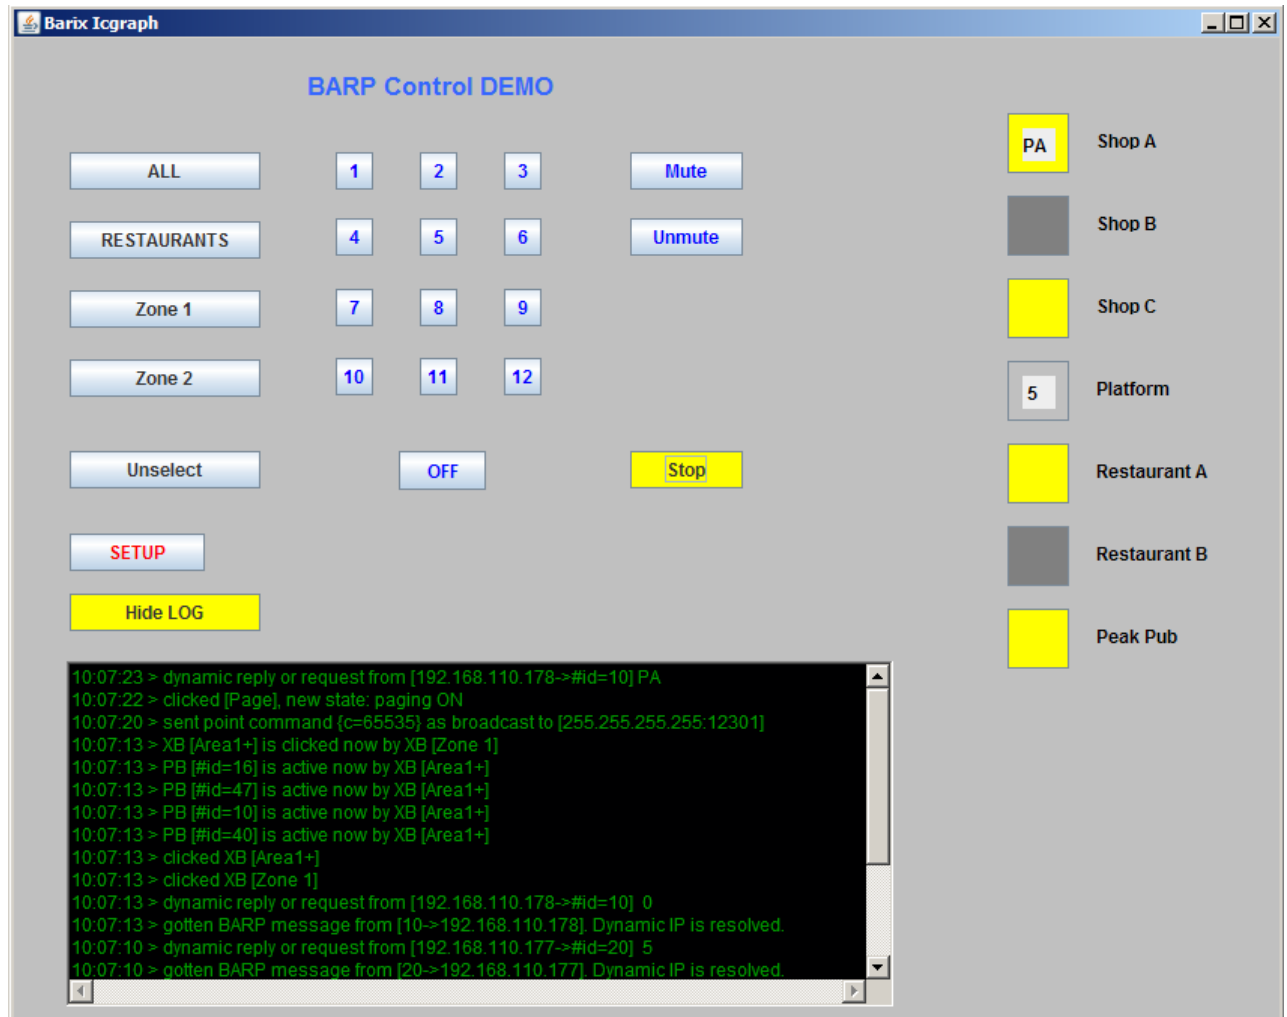 Barix Icgraph
BARP Control DEMO
ALL 1 2 3 Mute
RESTAURANTS 4 5 6 Unmute
Zone 1 7 8 9
Zone 2 10 11 12
Unselect OFF Stop
SETUP
Hide LOG
PA Shop A
Shop B
Shop C
5 Platform
Restaurant A
Restaurant B
Peak Pub
10:07:23 > dynamic reply or request from [192.168.110.178->#id=10] PA
10:07:22 > clicked [Page], new state: paging ON
10:07:20 > sent point command {c=65535} as broadcast to [255.255.255.255:12301]
10:07:13 > XB [Area1+] is clicked now by XB [Zone 1]
10:07:13 > PB [#id=16] is active now by XB [Area1+]
10:07:13 > PB [#id=47] is active now by XB [Area1+]
10:07:13 > PB [#id=10] is active now by XB [Area1+]
10:07:13 > PB [#id=40] is active now by XB [Area1+]
10:07:13 > clicked XB [Area1+]
10:07:13 > clicked XB [Zone 1]
10:07:13 > dynamic reply or request from [192.168.110.178->#id=10] 0
10:07:13 > gotten BARP message from [10->192.168.110.178]. Dynamic IP is resolved.
10:07:10 > dynamic reply or request from [192.168.110.177->#id=20] 5
10:07:10 > gotten BARP message from [20->192.168.110.177]. Dynamic IP is resolved.